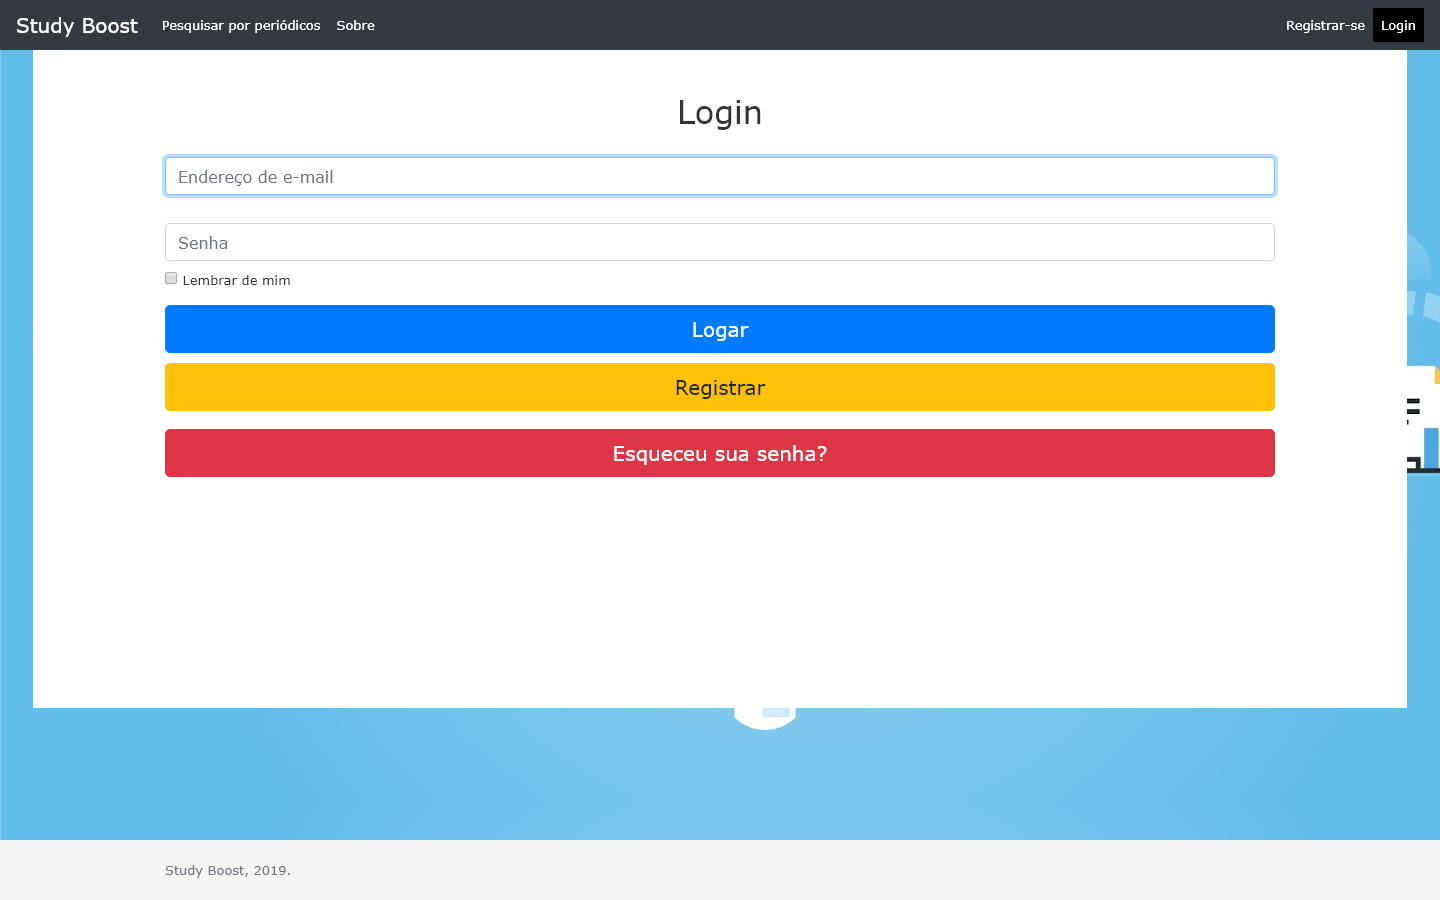 Study Boost Pesquisar por periódicos Sobre Registrar-se Login
Login
Endereço de e-mail
Senha
Lembrar de mim
Logar
Registrar
Esqueceu sua senha?
Study Boost, 2019.